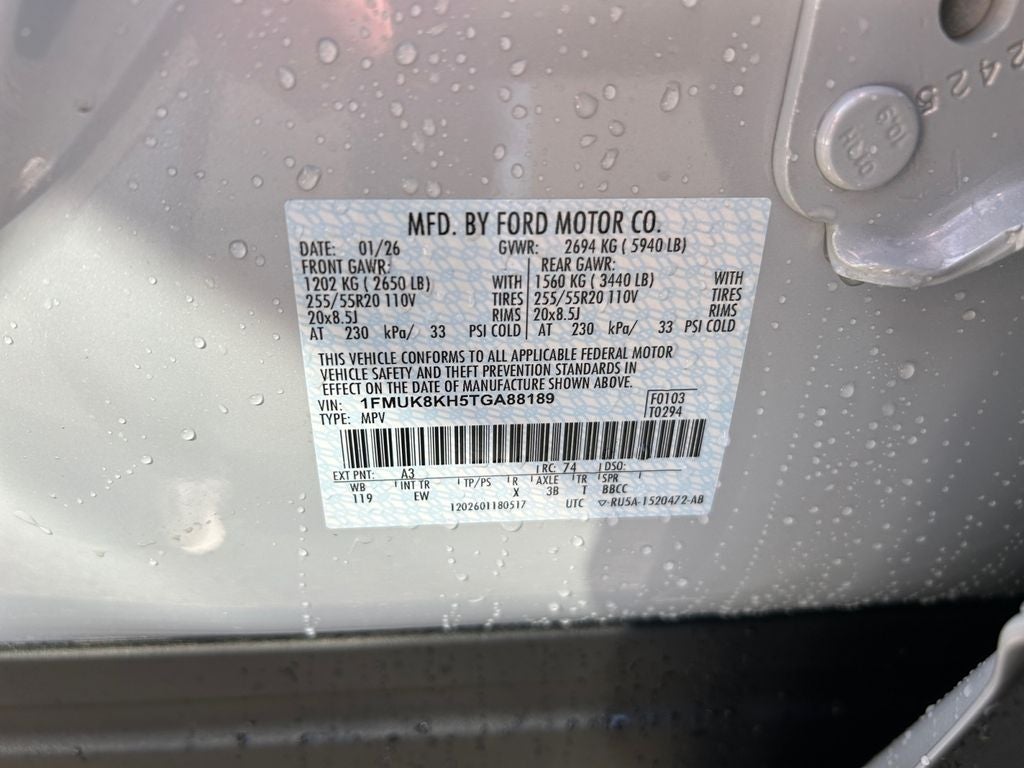 MFD. BY FORD MOTOR CO.
DATE: 01/26 GVWR: 2694 KG ( 5940 LB)
FRONT GAWR: REAR GAWR:
1202 KG ( 2650 LB) WITH 1560 KG ( 3440 LB) WITH
255/55R20 110V TIRES 255/55R20 110V TIRES
20x8.5J RIMS 20x8.5J RIMS
AT 230 kPa/ 33 PSI COLD AT 230 kPa/ 33 PSI COLD
THIS VEHICLE CONFORMS TO ALL APPLICABLE FEDERAL MOTOR
VEHICLE SAFETY AND THEFT PREVENTION STANDARDS IN
EFFECT ON THE DATE OF MANUFACTURE SHOWN ABOVE.
VIN: 1FMUK8KH5TGA88189 F0103
TYPE: MPV T0294
EXT PNT: A3 RC: 74 DSO:
WB INT TR TP/PS R AXLE TR SPR
119 EW X 3B T BBCC
1202601180517 UTC ▽ RU5A-1520472-AB
2425
109